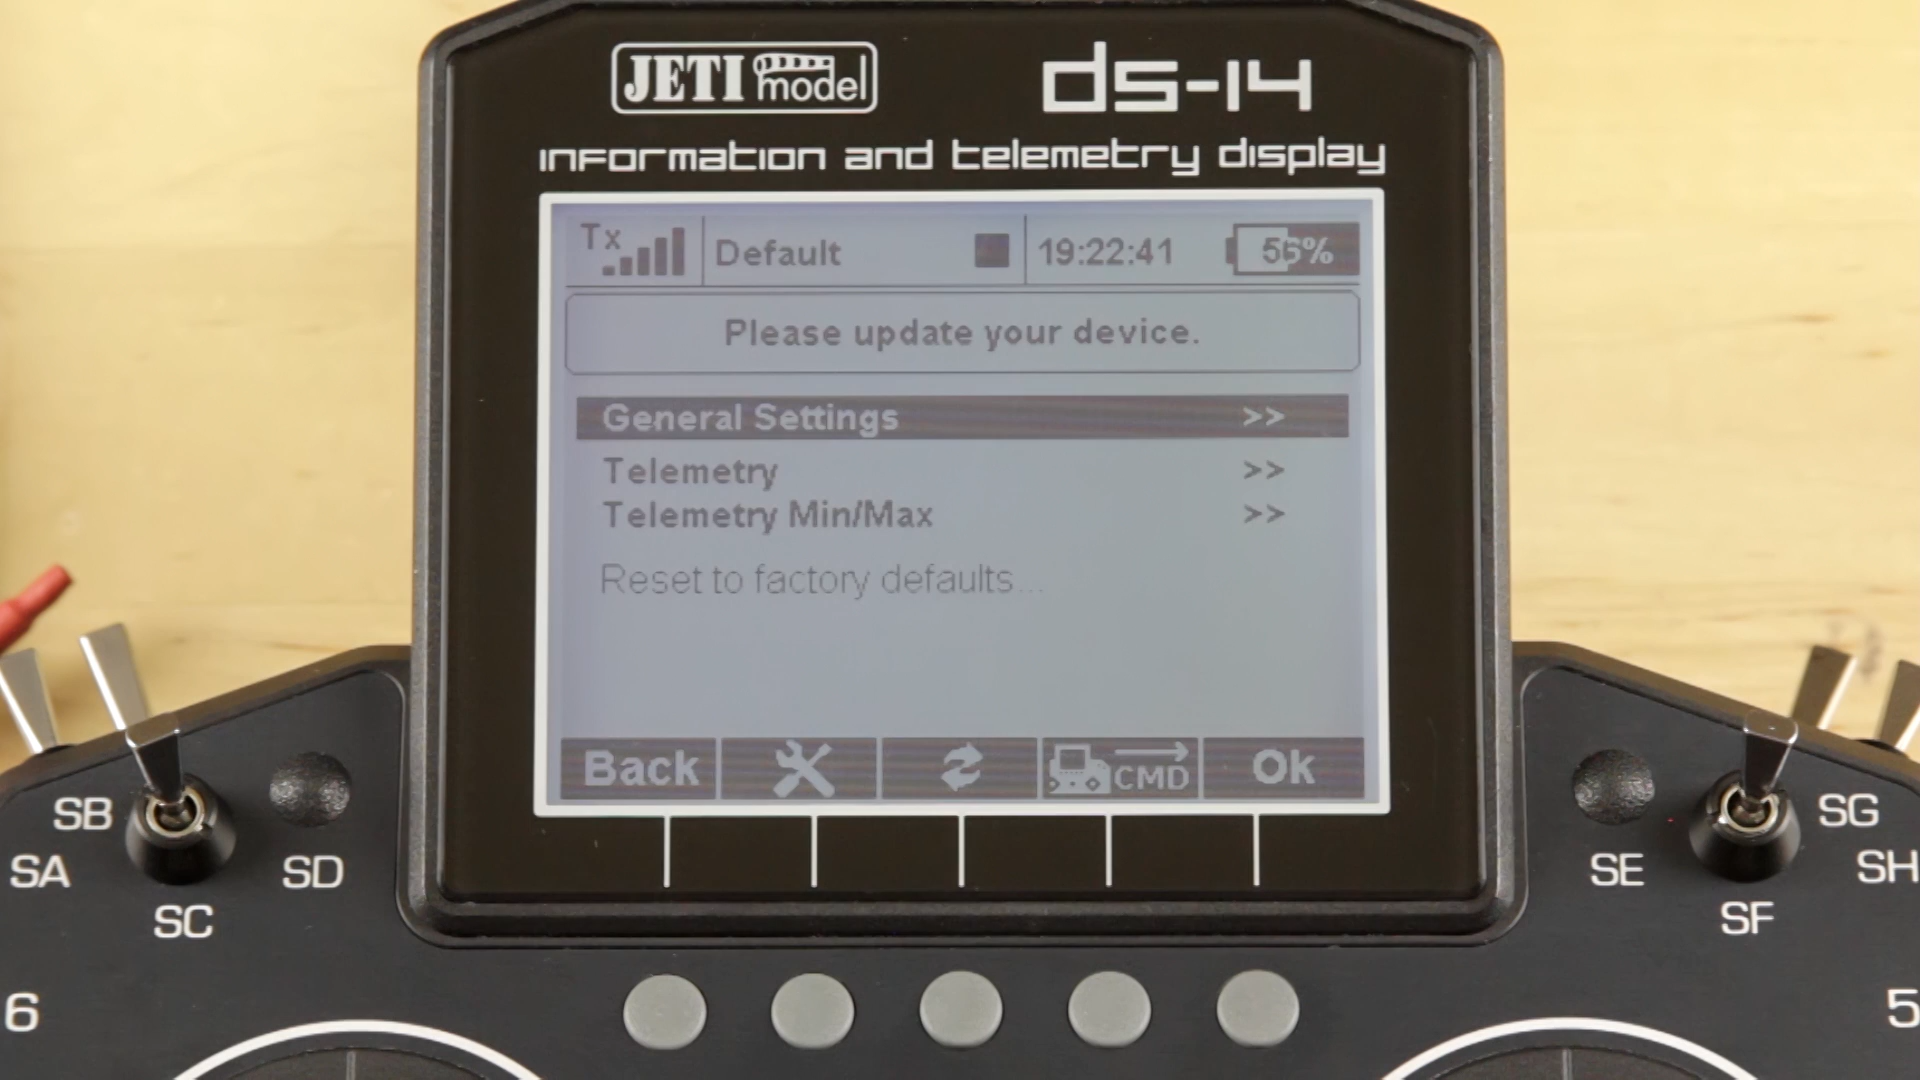 JETI model
ds-14
information and telemetry display
Tx Default 19:22:41 56%
Please update your device.
General Settings >>
Telemetry >>
Telemetry Min/Max >>
Reset to factory defaults...
Back CMD Ok
SB
SA
SD
SC
SG
SE
SH
SF
6
5